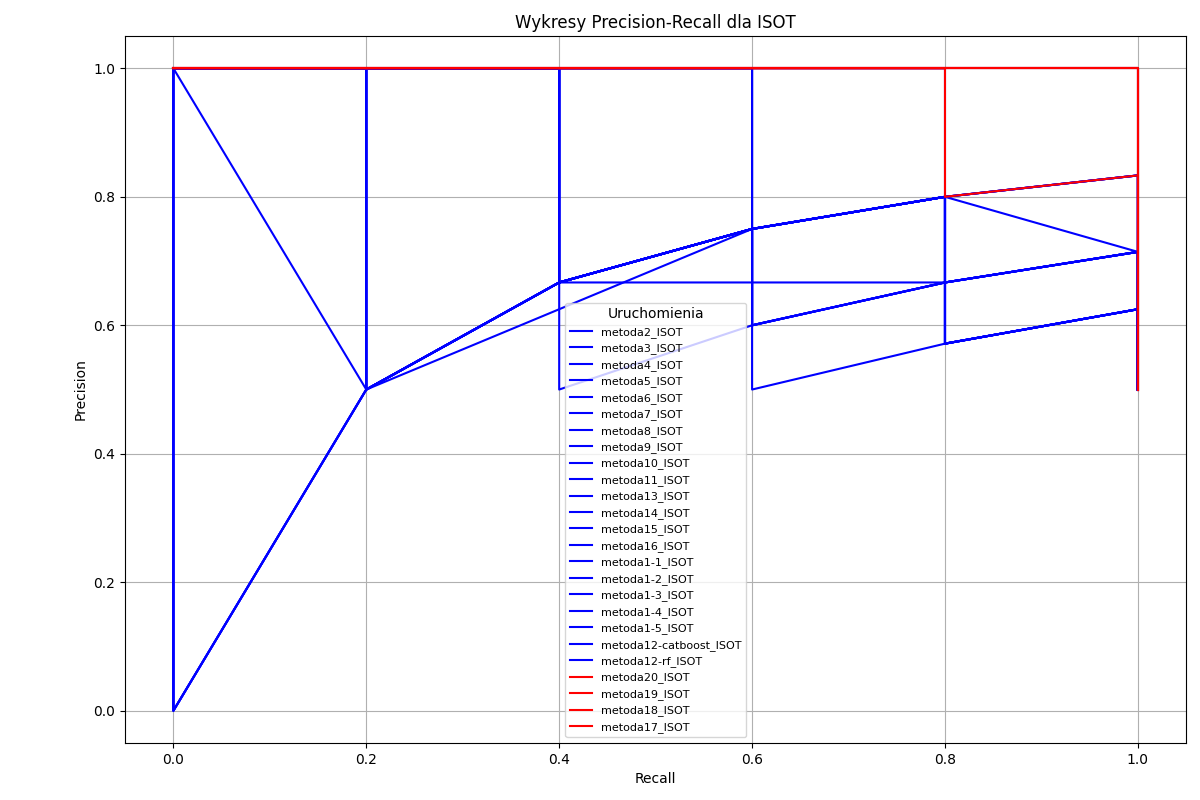 Wykresy Precision-Recall dla ISOT
1.0
0.8
0.6
0.4
0.2
0.0
Precision
Uruchomienia
metoda2_ISOT
metoda3_ISOT
metoda4_ISOT
metoda5_ISOT
metoda6_ISOT
metoda7_ISOT
metoda8_ISOT
metoda9_ISOT
metoda10_ISOT
metoda11_ISOT
metoda13_ISOT
metoda14_ISOT
metoda15_ISOT
metoda16_ISOT
metoda1-1_ISOT
metoda1-2_ISOT
metoda1-3_ISOT
metoda1-4_ISOT
metoda1-5_ISOT
metoda12-catboost_ISOT
metoda12-rf_ISOT
metoda20_ISOT
metoda19_ISOT
metoda18_ISOT
metoda17_ISOT
0.0 0.2 0.4 0.6 0.8 1.0
Recall